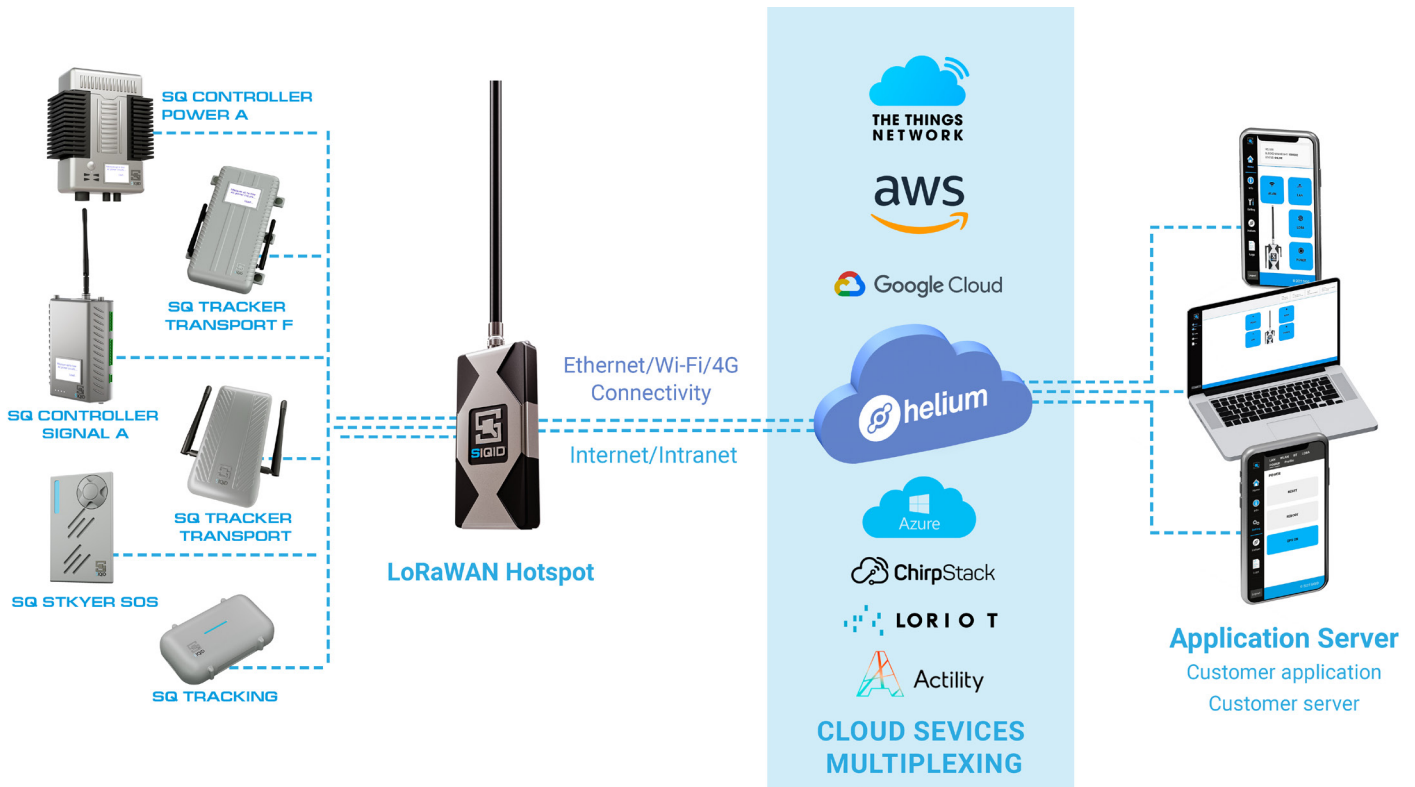 SQ CONTROLLER
POWER A
SQ TRACKER
TRANSPORT F
SQ CONTROLLER
SIGNAL A
SQ TRACKER
TRANSPORT
SQ STKYER SOS
SQ TRACKING
SIQIO
LoRaWAN Hotspot
Ethernet/Wi-Fi/4G
Connectivity
Internet/Intranet
THE THINGS
NETWORK
aws
Google Cloud
helium
Azure
ChirpStack
LORIOT
Actility
CLOUD SEVICES
MULTIPLEXING
Application Server
Customer application
Customer server